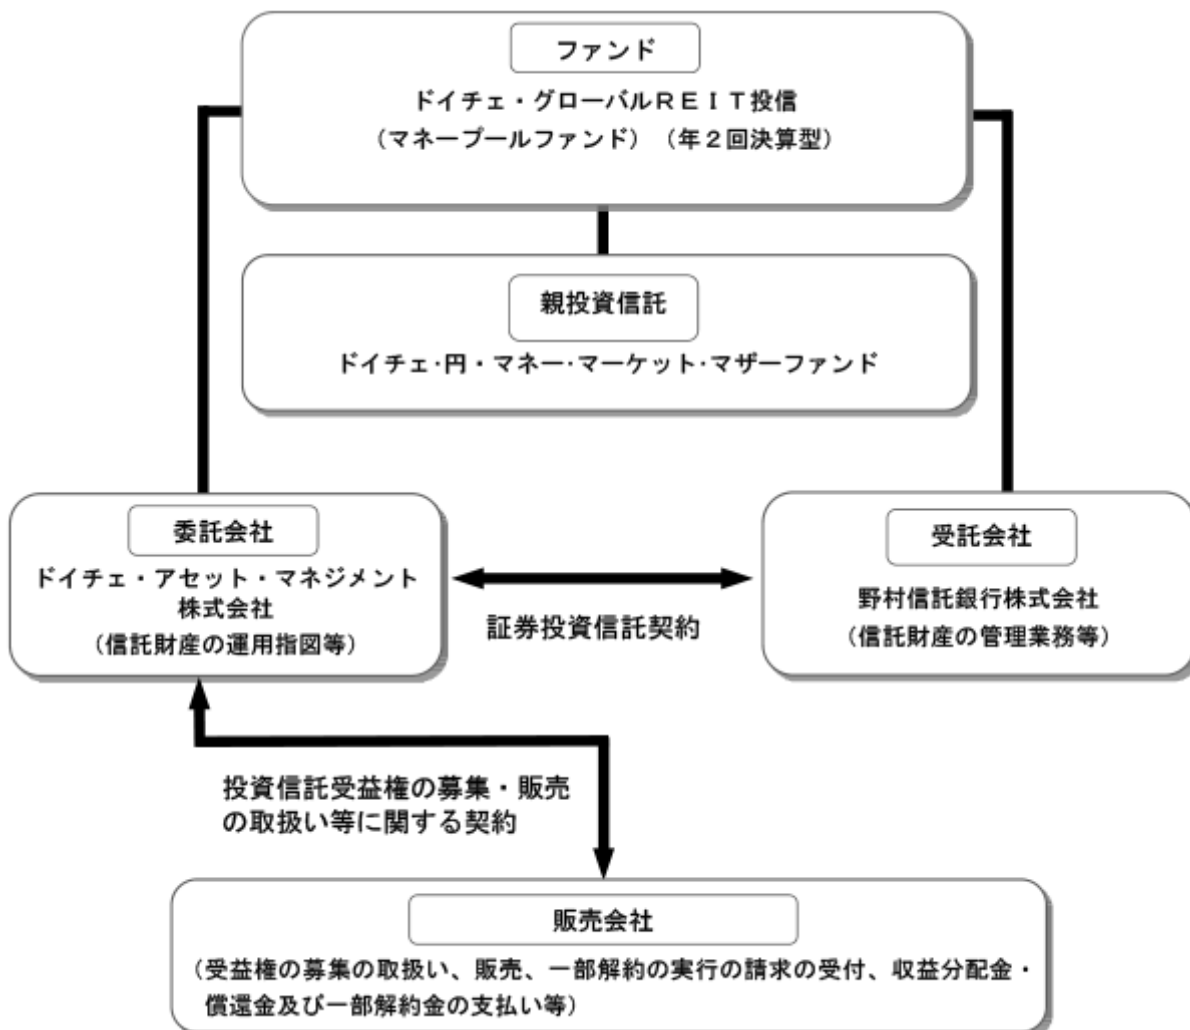 ファンド
ドイチェ・グローバルＲＥＩＴ投信
（マネープールファンド）（年２回決算型）
親投資信託
ドイチェ・円・マネー・マーケット・マザーファンド
委託会社
ドイチェ・アセット・マネジメント
株式会社
（信託財産の運用指図等）
証券投資信託契約
受託会社
野村信託銀行株式会社
（信託財産の管理業務等）
投資信託受益権の募集・販売
の取扱い等に関する契約
販売会社
（受益権の募集の取扱い、販売、一部解約の実行の請求の受付、収益分配金・
償還金及び一部解約金の支払い等）